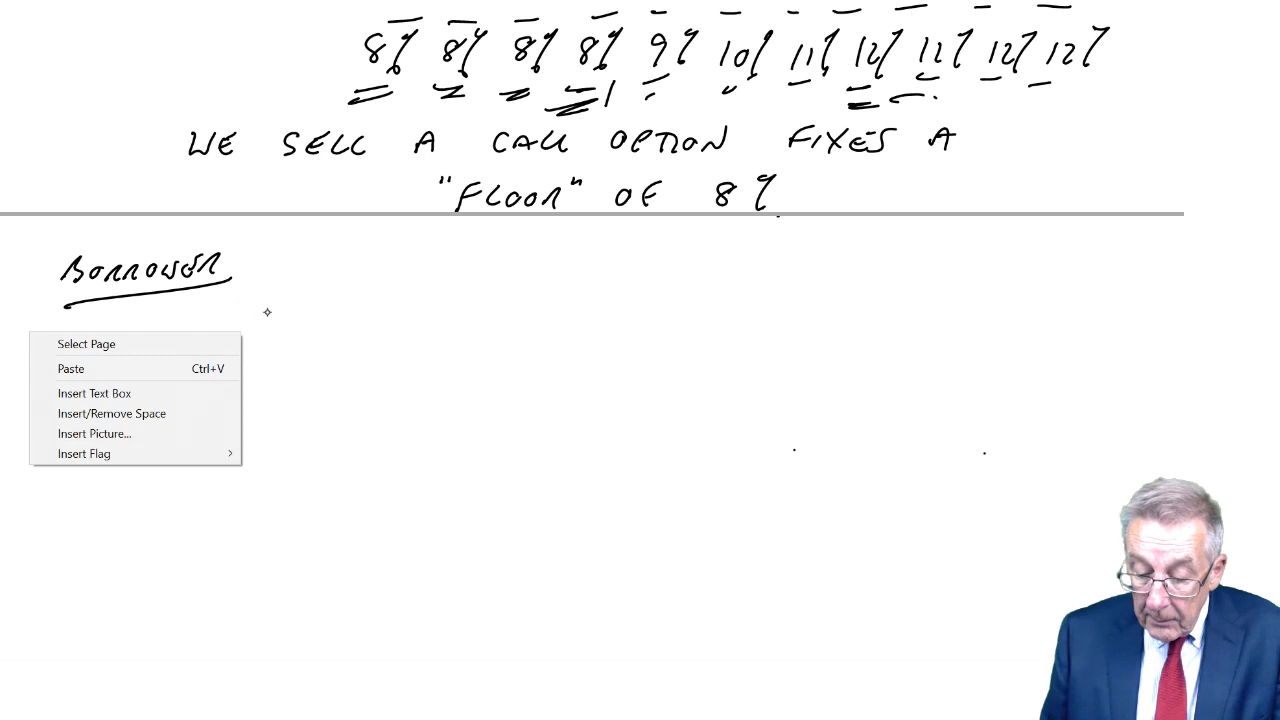 8% 8% 8% 8% 9% 10% 11% 12% 12% 12% 12%
WE SELL A CALL OPTION FIXES A
"FLOOR" OF 8%
BORROWER
Select Page
Paste Ctrl+V
Insert Text Box
Insert/Remove Space
Insert Picture...
Insert Flag